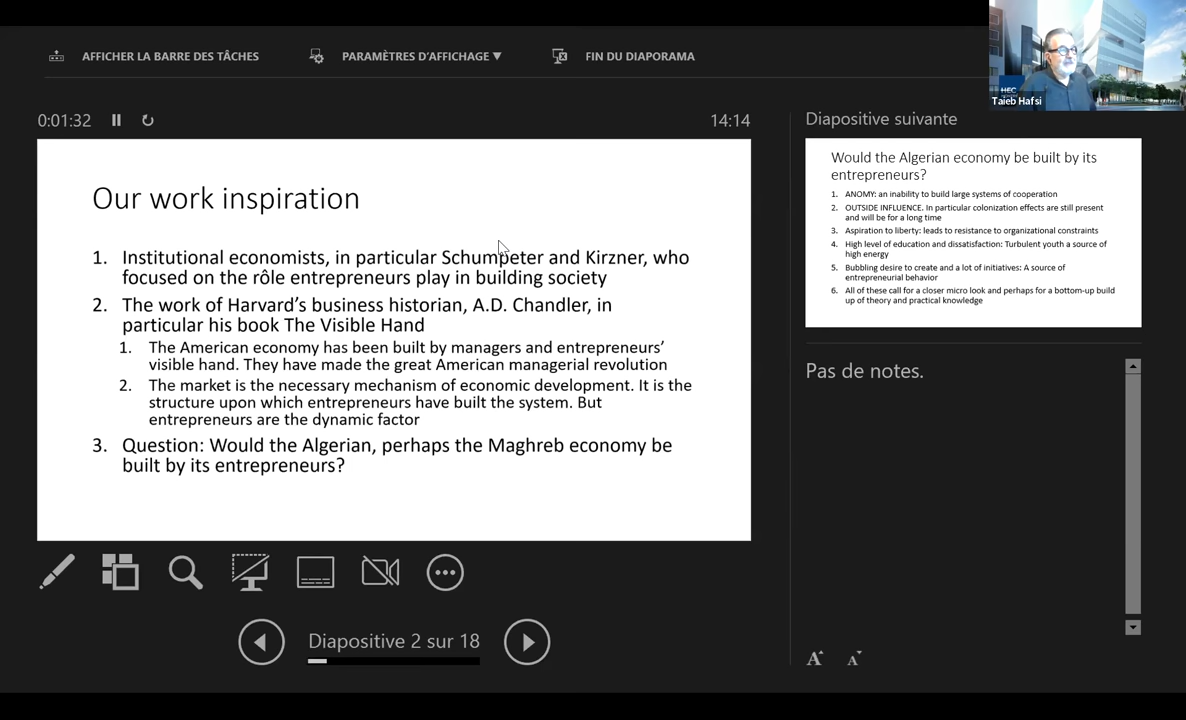 AFFICHER LA BARRE DES TÂCHES
PARAMÈTRES D'AFFICHAGE ▼
FIN DU DIAPORAMA
HEC
Taieb Hafsi
0:01:32
14:14
Our work inspiration
1. Institutional economists, in particular Schumpeter and Kirzner, who
focused on the rôle entrepreneurs play in building society
2. The work of Harvard's business historian, A.D. Chandler, in
particular his book The Visible Hand
1. The American economy has been built by managers and entrepreneurs'
visible hand. They have made the great American managerial revolution
2. The market is the necessary mechanism of economic development. It is the
structure upon which entrepreneurs have built the system. But
entrepreneurs are the dynamic factor
3. Question: Would the Algerian, perhaps the Maghreb economy be
built by its entrepreneurs?
Diapositive 2 sur 18
Diapositive suivante
Would the Algerian economy be built by its
entrepreneurs?
1. ANOMY: an inability to build large systems of cooperation
2. OUTSIDE INFLUENCE. In particular colonization effects are still present
and will be for a long time
3. Aspiration to liberty: leads to resistance to organizational constraints
4. High level of education and dissatisfaction: Turbulent youth a source of
high energy
5. Bubbling desire to create and a lot of initiatives: A source of
entrepreneurial behavior
6. All of these call for a closer micro look and perhaps for a bottom-up build
up of theory and practical knowledge
Pas de notes.
A A